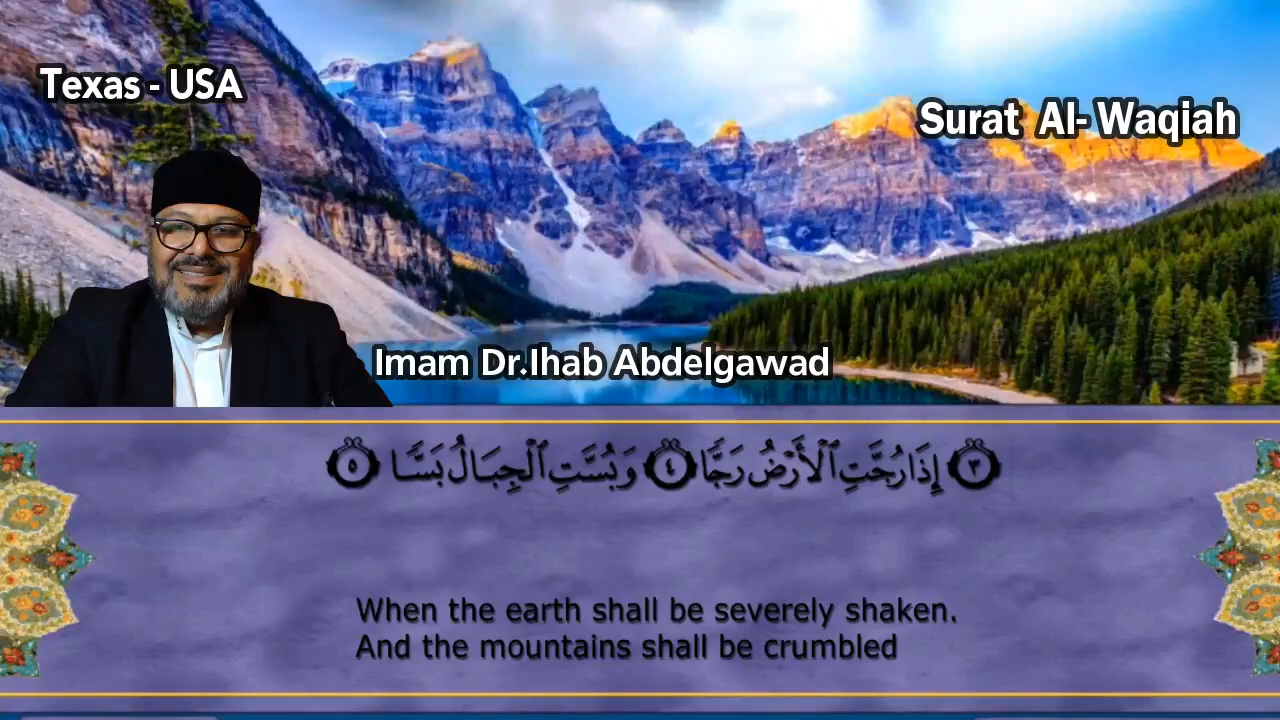 Texas - USA
Surat Al- Waqiah
Imam Dr.Ihab Abdelgawad
٣ إِذَا رُجَّتِ ٱلْأَرْضُ رَجًّا ٤ وَبُسَّتِ ٱلْجِبَالُ بَسًّا ٥
When the earth shall be severely shaken.
And the mountains shall be crumbled